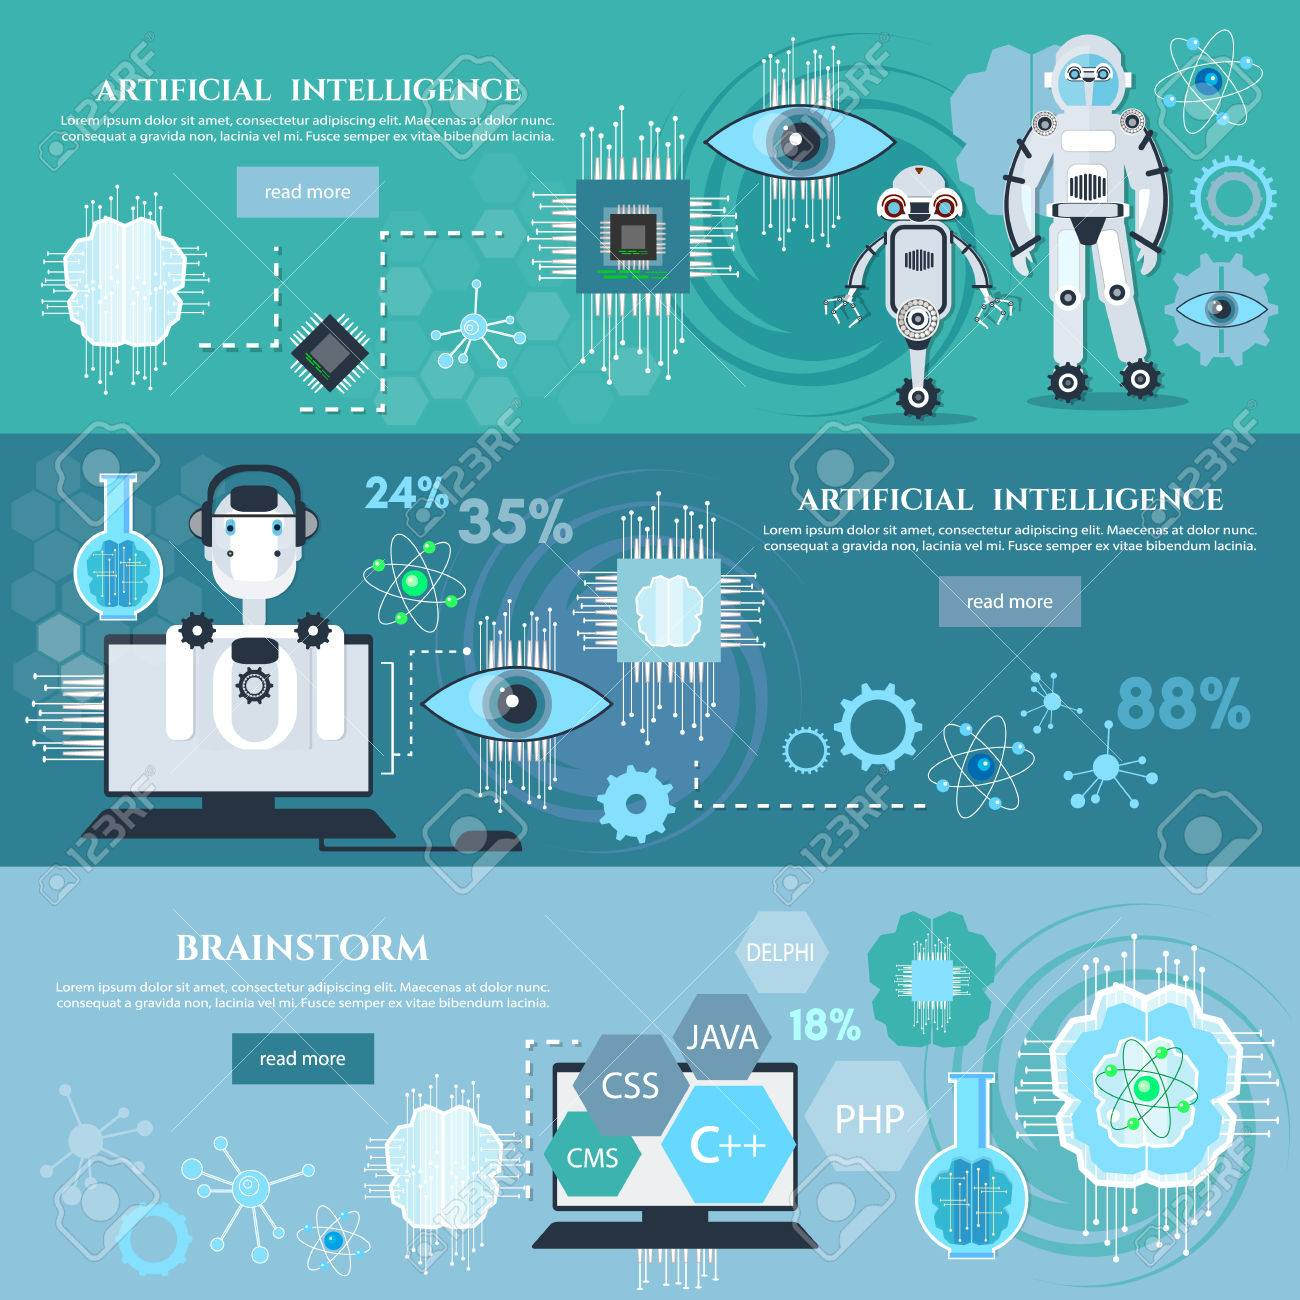 ARTIFICIAL INTELLIGENCE
Lorem ipsum dolor sit amet, consectetur adipiscing elit. Maecenas at dolor nunc.
consequat a gravida non, lacinia vel mi. Fusce semper ex vitae bibendum lacinia.
read more
24%
35%
ARTIFICIAL INTELLIGENCE
Lorem ipsum dolor sit amet, consectetur adipiscing elit. Maecenas at dolor nunc.
consequat a gravida non, lacinia vel mi. Fusce semper ex vitae bibendum lacinia.
read more
88%
BRAINSTORM
Lorem ipsum dolor sit amet, consectetur adipiscing elit. Maecenas at dolor nunc.
consequat a gravida non, lacinia vel mi. Fusce semper ex vitae bibendum lacinia.
read more
DELPHI
JAVA
18%
CSS
PHP
CMS
C++
123RF